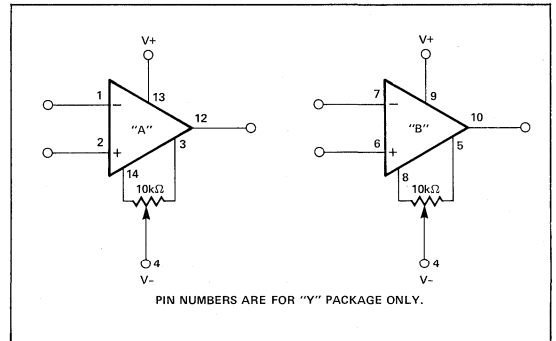 V+ V+
13 9
1 − 12 7 − 10
"A" "B"
2 + 3 6 + 5
14 8
10kΩ 10kΩ
4 4
V− V−
PIN NUMBERS ARE FOR "Y" PACKAGE ONLY.